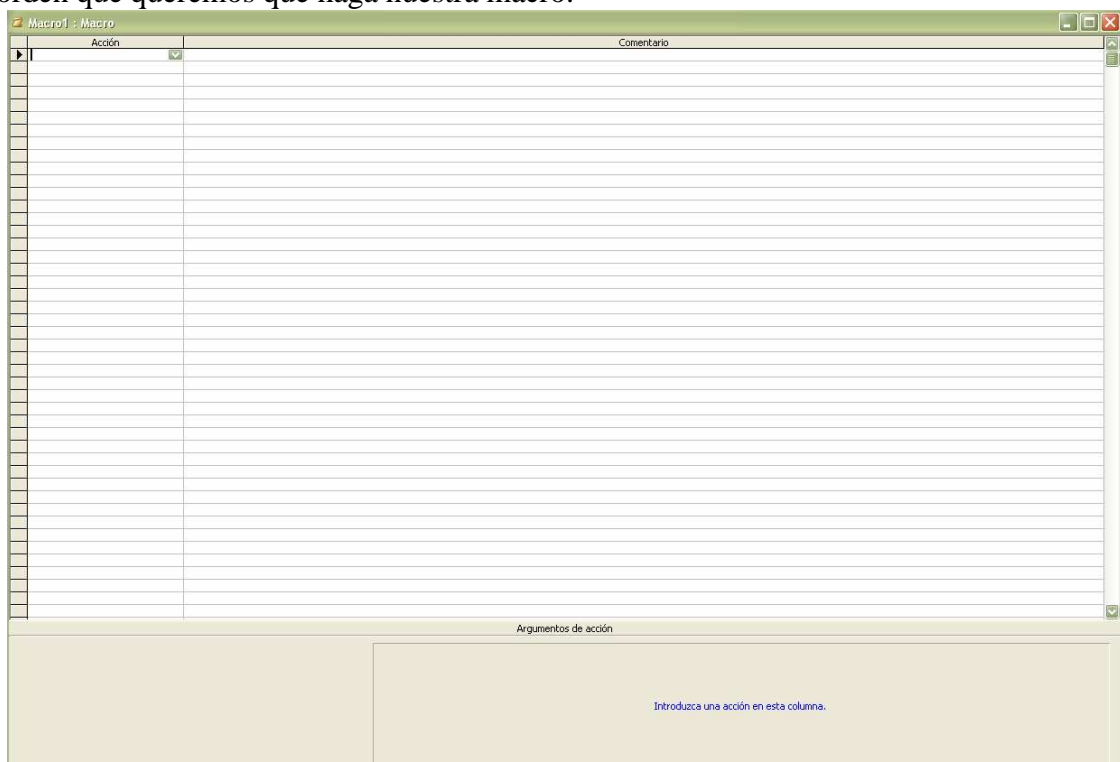 orden que queremos que haga nuestra macro.
Macro1 : Macro
Acción Comentario
Argumentos de acción
Introduzca una acción en esta columna.